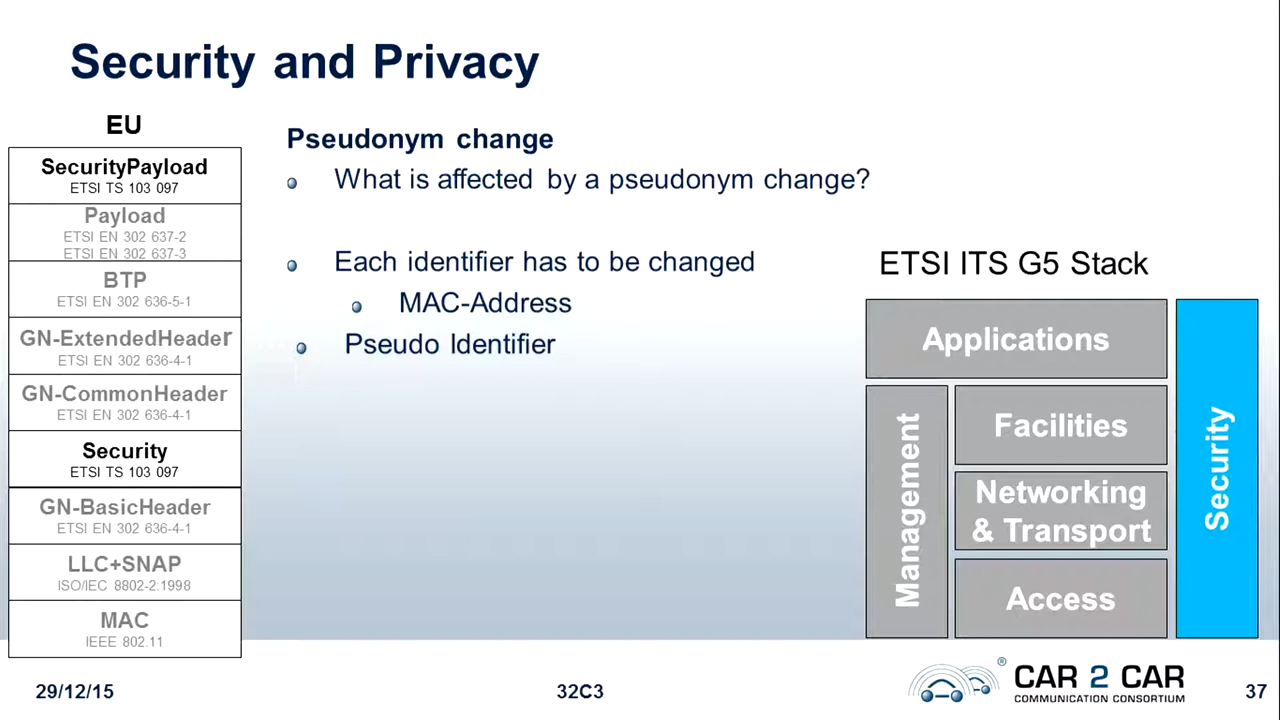 Security and Privacy
EU
SecurityPayload
ETSI TS 103 097
Payload
ETSI EN 302 637-2
ETSI EN 302 637-3
BTP
ETSI EN 302 636-5-1
GN-ExtendedHeader
ETSI EN 302 636-4-1
GN-CommonHeader
ETSI EN 302 636-4-1
Security
ETSI TS 103 097
GN-BasicHeader
ETSI EN 302 636-4-1
LLC+SNAP
ISO/IEC 8802-2:1998
MAC
IEEE 802.11
Pseudonym change
What is affected by a pseudonym change?
Each identifier has to be changed
MAC-Address
Pseudo Identifier
ETSI ITS G5 Stack
Applications
Management
Facilities
Networking
& Transport
Access
Security
29/12/15
32C3
®
CAR 2 CAR
COMMUNICATION CONSORTIUM
37